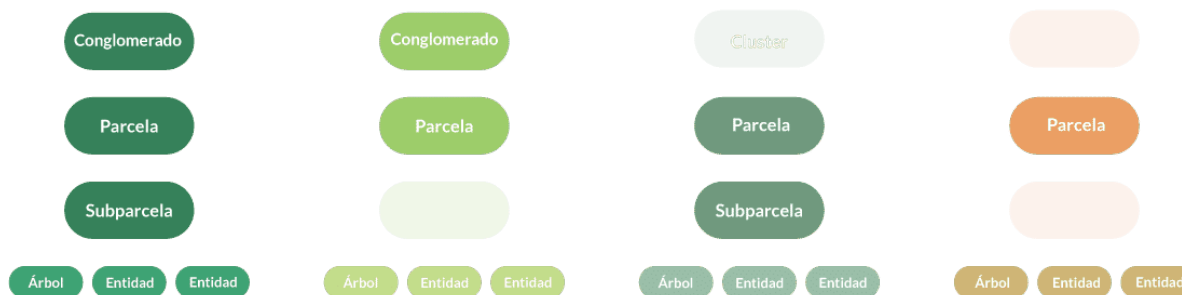 Conglomerado
Conglomerado
Cluster
Parcela
Parcela
Parcela
Parcela
Subparcela
Subparcela
Árbol Entidad Entidad
Árbol Entidad Entidad
Árbol Entidad Entidad
Árbol Entidad Entidad